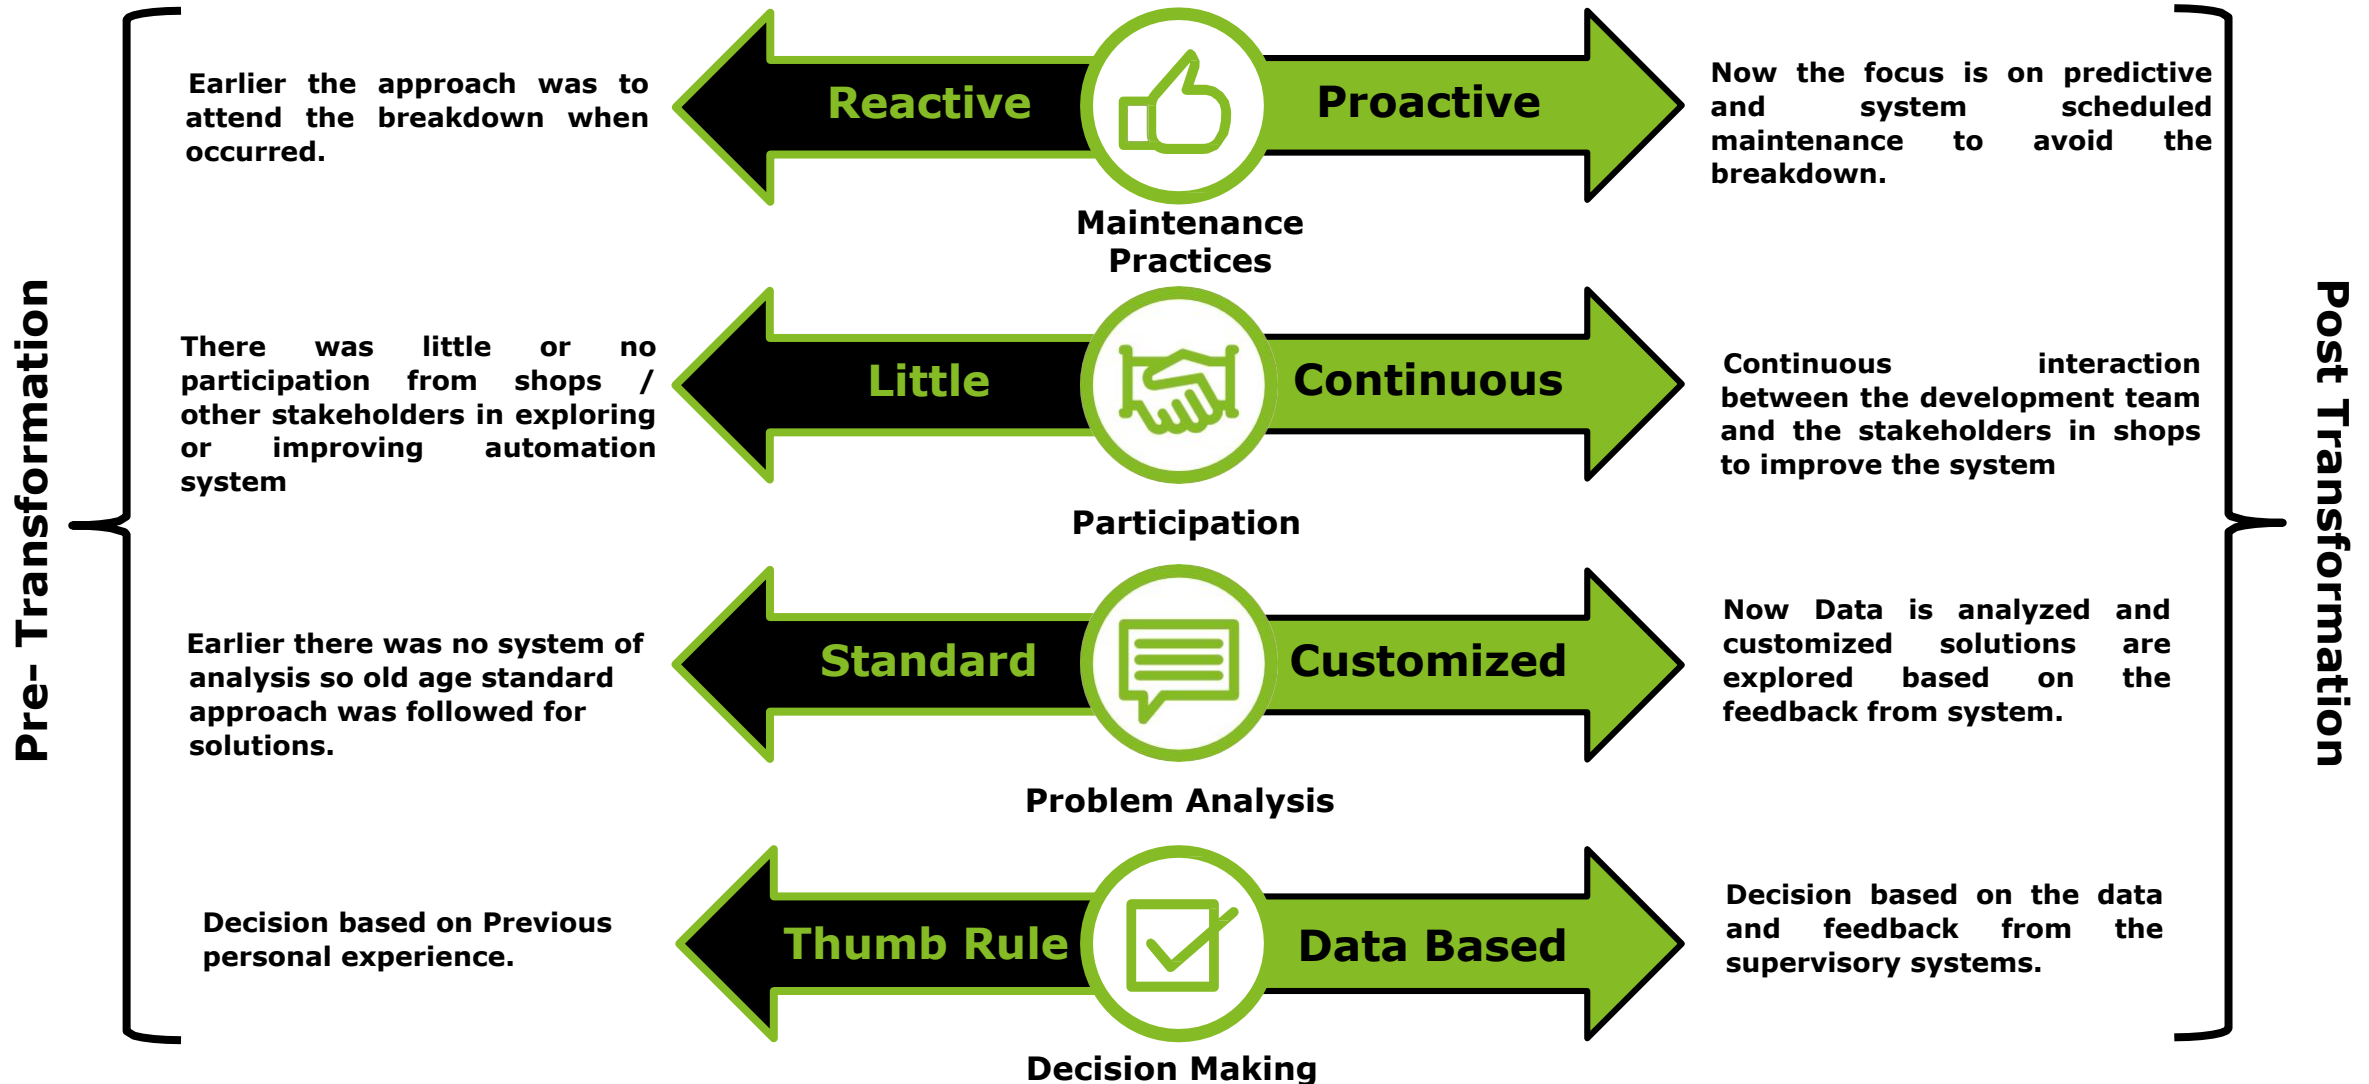 Pre- Transformation
Earlier the approach was to
attend the breakdown when
occurred.
Reactive
Proactive
Now the focus is on predictive
and system scheduled
maintenance to avoid the
breakdown.
Maintenance
Practices
There was little or no
participation from shops /
other stakeholders in exploring
or improving automation
system
Little
Continuous
Continuous interaction
between the development team
and the stakeholders in shops
to improve the system
Participation
Earlier there was no system of
analysis so old age standard
approach was followed for
solutions.
Standard
Customized
Now Data is analyzed and
customized solutions are
explored based on the
feedback from system.
Problem Analysis
Decision based on Previous
personal experience.
Thumb Rule
Data Based
Decision based on the data
and feedback from the
supervisory systems.
Decision Making
Post Transformation